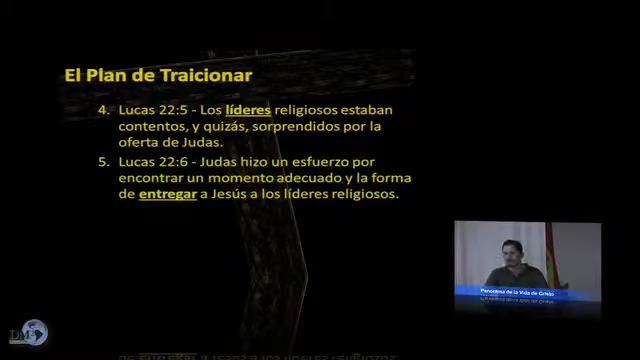 El Plan de Traicionar
4. Lucas 22:5 - Los líderes religiosos estaban
contentos, y quizás, sorprendidos por la
oferta de Judas.
5. Lucas 22:6 - Judas hizo un esfuerzo por
encontrar un momento adecuado y la forma
de entregar a Jesús a los líderes religiosos.
Panorama de la Vida de Cristo
DM